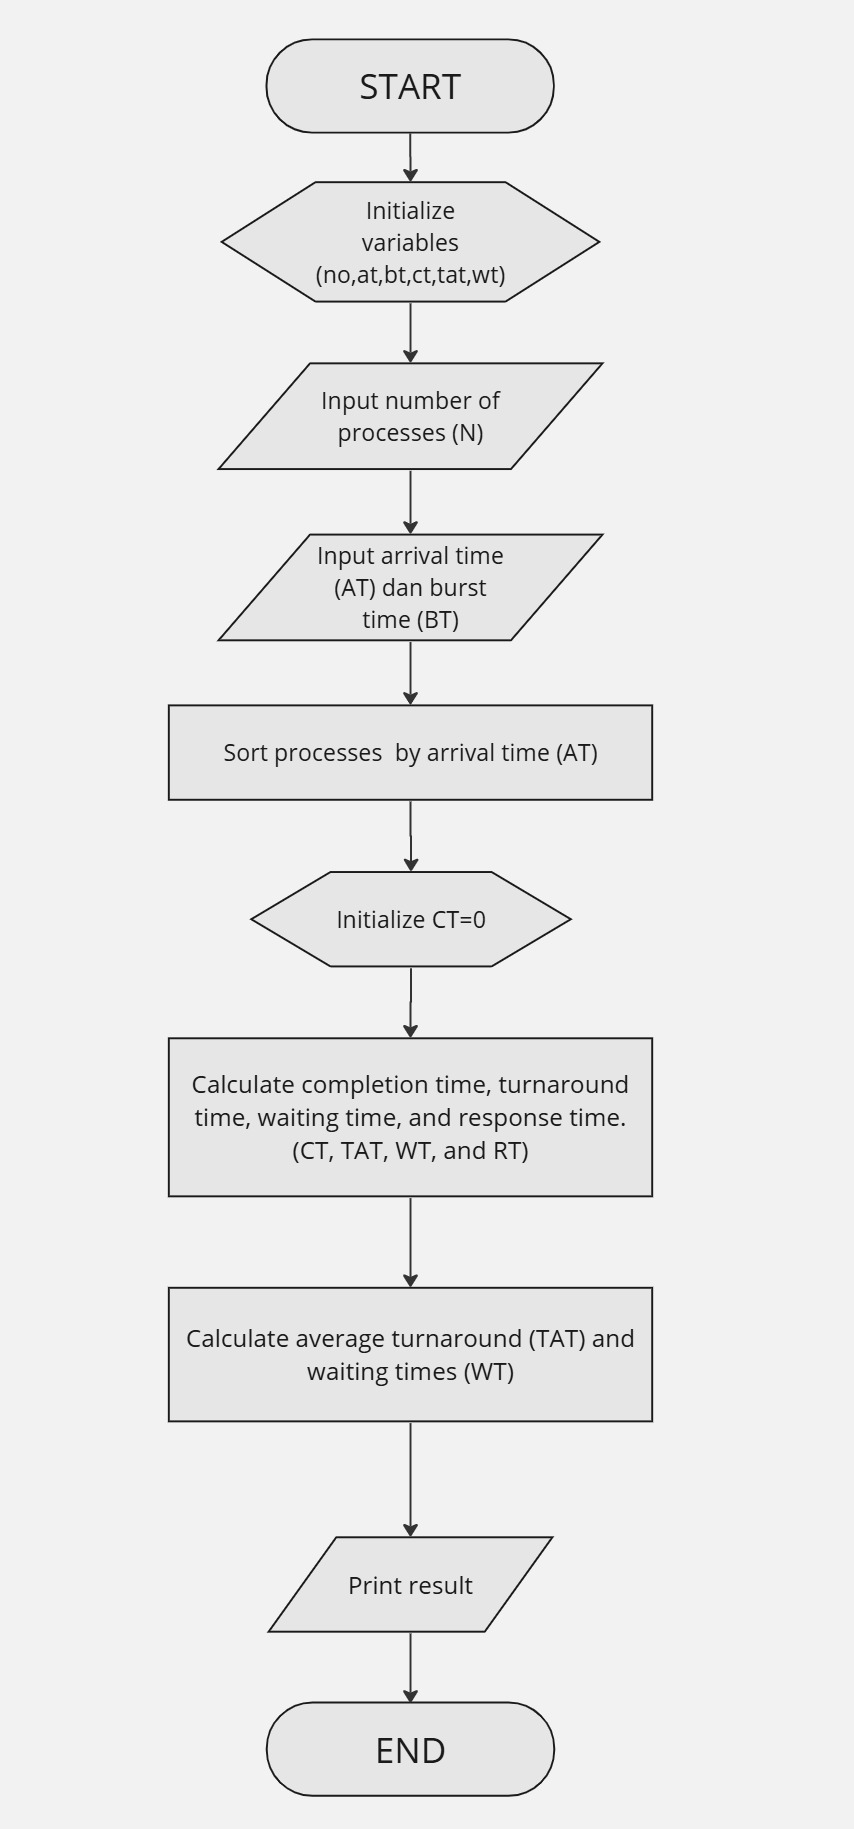 START
Initialize
variables
(no,at,bt,ct,tat,wt)
Input number of
processes (N)
Input arrival time
(AT) dan burst
time (BT)
Sort processes  by arrival time (AT)
Initialize CT=0
Calculate completion time, turnaround
time, waiting time, and response time.
(CT, TAT, WT, and RT)
Calculate average turnaround (TAT) and
waiting times (WT)
Print result
END